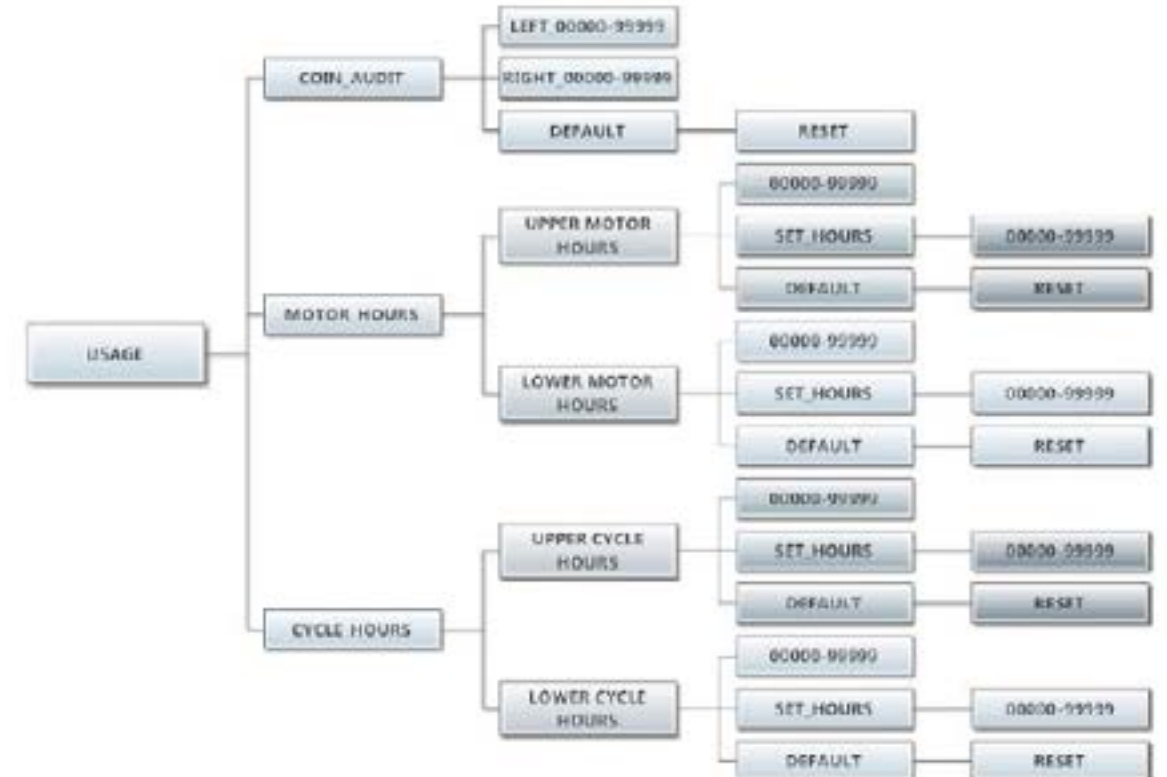 USAGE
COIN_AUDIT
LEFT_00000-99999
RIGHT_00000-99999
DEFAULT
RESET
MOTOR HOURS
UPPER MOTOR
HOURS
00000-99999
SET_HOURS
00000-99999
DEFAULT
RESET
LOWER MOTOR
HOURS
00000-99999
SET_HOURS
00000-99999
DEFAULT
RESET
CYCLE HOURS
UPPER CYCLE
HOURS
00000-99999
SET_HOURS
00000-99999
DEFAULT
RESET
LOWER CYCLE
HOURS
00000-99999
SET_HOURS
00000-99999
DEFAULT
RESET